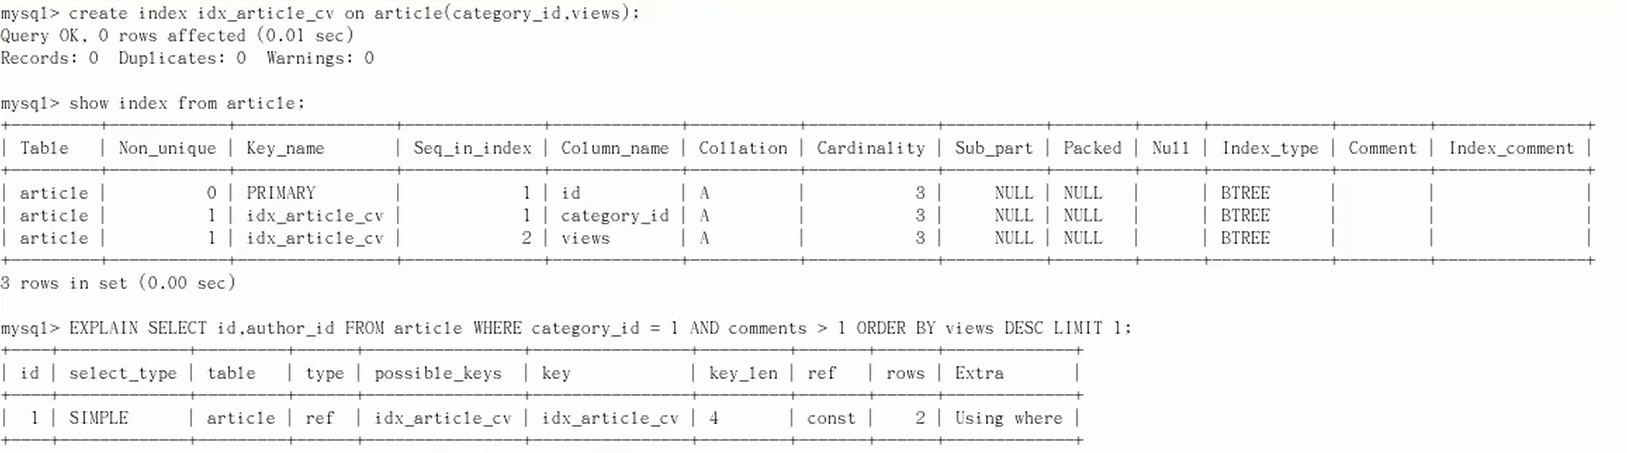 mysql> create index idx_article_cv on article(category_id,views);
Query OK, 0 rows affected (0.01 sec)
Records: 0  Duplicates: 0  Warnings: 0
mysql> show index from article;
| Table | Non_unique | Key_name | Seq_in_index | Column_name | Collation | Cardinality | Sub_part | Packed | Null | Index_type | Comment | Index_comment |
| article | 0 | PRIMARY | 1 | id | A | 3 | NULL | NULL | | BTREE | | |
| article | 1 | idx_article_cv | 1 | category_id | A | 3 | NULL | NULL | | BTREE | | |
| article | 1 | idx_article_cv | 2 | views | A | 3 | NULL | NULL | | BTREE | | |
3 rows in set (0.00 sec)
mysql> EXPLAIN SELECT id,author_id FROM article WHERE category_id = 1 AND comments > 1 ORDER BY views DESC LIMIT 1;
| id | select_type | table | type | possible_keys | key | key_len | ref | rows | Extra |
| 1 | SIMPLE | article | ref | idx_article_cv | idx_article_cv | 4 | const | 2 | Using where |